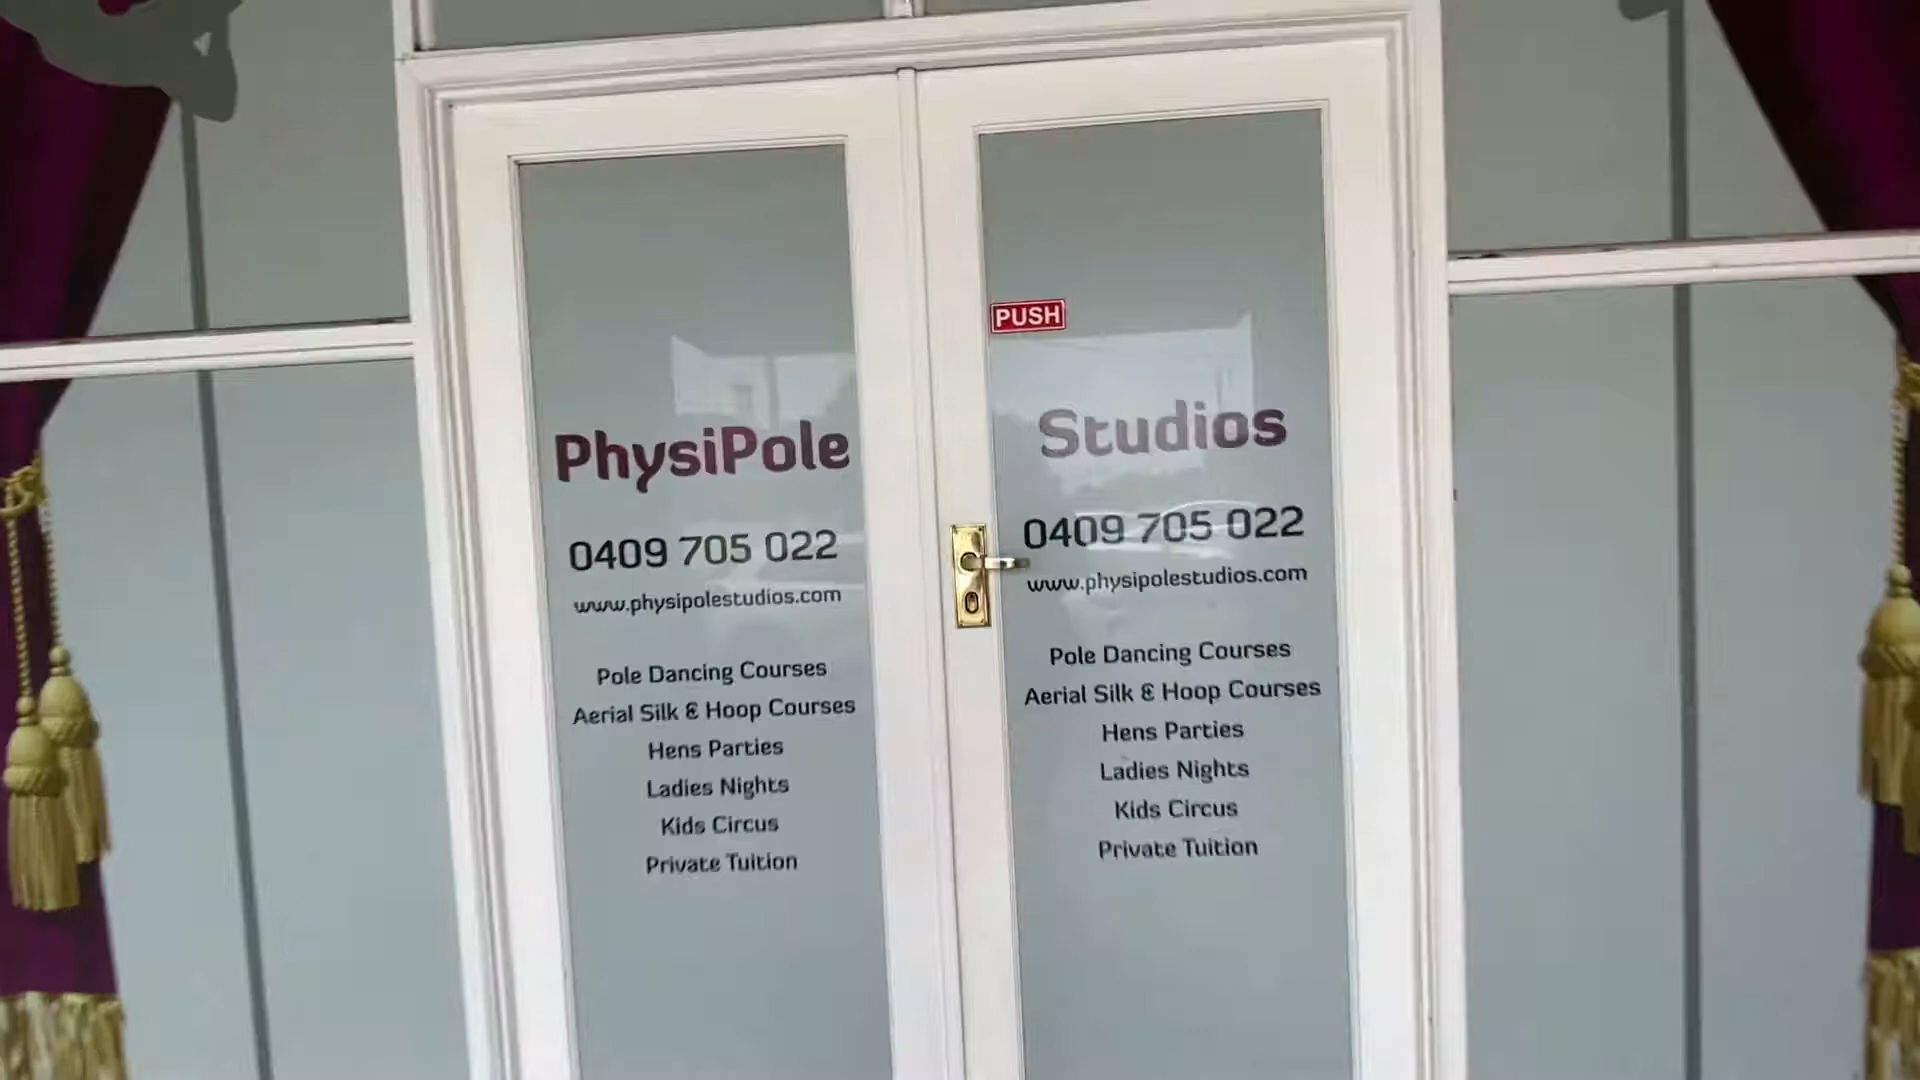 PUSH
PhysiPole
0409 705 022
www.physipolestudios.com
Pole Dancing Courses
Aerial Silk & Hoop Courses
Hens Parties
Ladies Nights
Kids Circus
Private Tuition
Studios
0409 705 022
www.physipolestudios.com
Pole Dancing Courses
Aerial Silk & Hoop Courses
Hens Parties
Ladies Nights
Kids Circus
Private Tuition